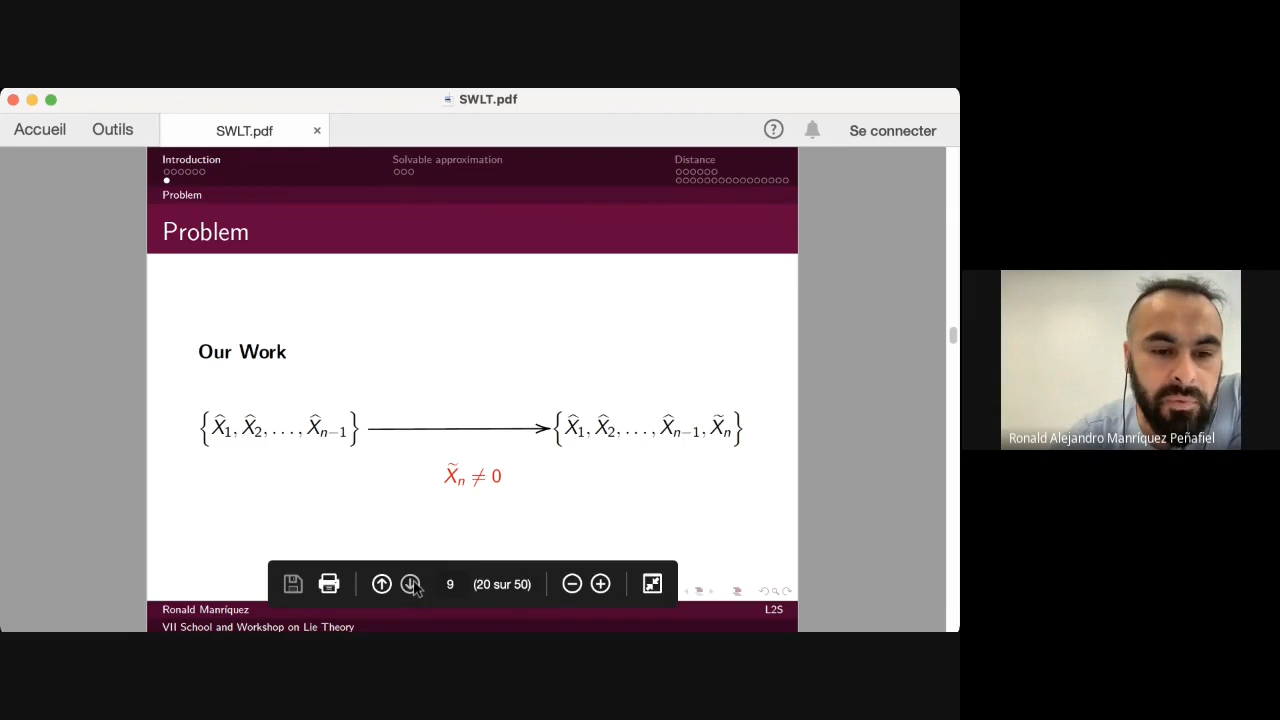 SWLT.pdf
Accueil Outils SWLT.pdf × ? Se connecter
Introduction Solvable approximation Distance
Problem
Problem
Our Work
{X̂₁, X̂₂, …, X̂ₙ₋₁} ⟶ {X̂₁, X̂₂, …, X̂ₙ₋₁, X̃ₙ}
X̃ₙ ≠ 0
9 (20 sur 50)
Ronald Manríquez L2S
VII School and Workshop on Lie Theory
Ronald Alejandro Manríquez Peñafiel